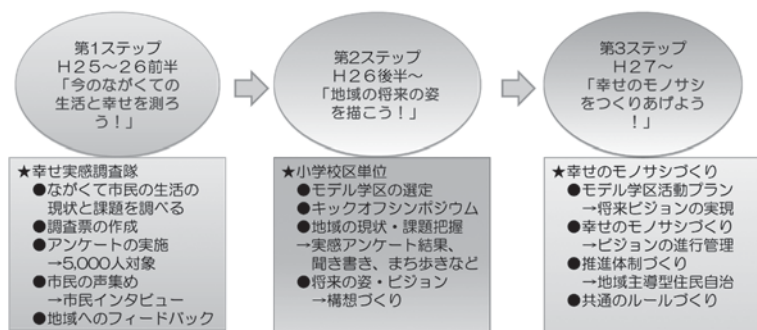 第1ステップ
H25～26前半
「今のながくての
生活と幸せを測ろ
う！」
第2ステップ
H26後半～
「地域の将来の姿
を描こう！」
第3ステップ
H27～
「幸せのモノサシ
をつくりあげよう
！」
★幸せ実感調査隊
●ながくて市民の生活の
現状と課題を調べる
●調査票の作成
●アンケートの実施
→5,000人対象
●市民の声集め
→市民インタビュー
●地域へのフィードバック
★小学校区単位
●モデル学区の選定
●キックオフシンポジウム
●地域の現状・課題把握
→実感アンケート結果、
聞き書き、まち歩きなど
●将来の姿・ビジョン
→構想づくり
★幸せのモノサシづくり
●モデル学区活動プラン
→将来ビジョンの実現
●幸せのモノサシづくり
→ビジョンの進行管理
●推進体制づくり
→地域主導型住民自治
●共通のルールづくり